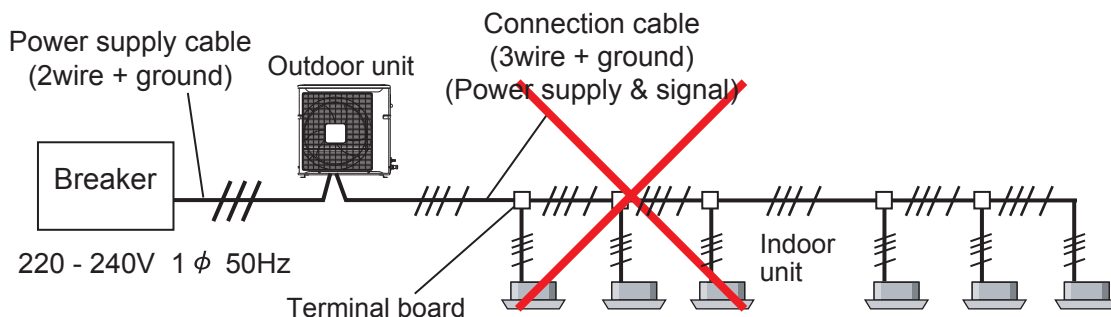 Power supply cable
(2wire + ground)
Outdoor unit
Connection cable
(3wire + ground)
(Power supply & signal)
Breaker
220 - 240V 1 ϕ 50Hz
Terminal board
Indoor
unit